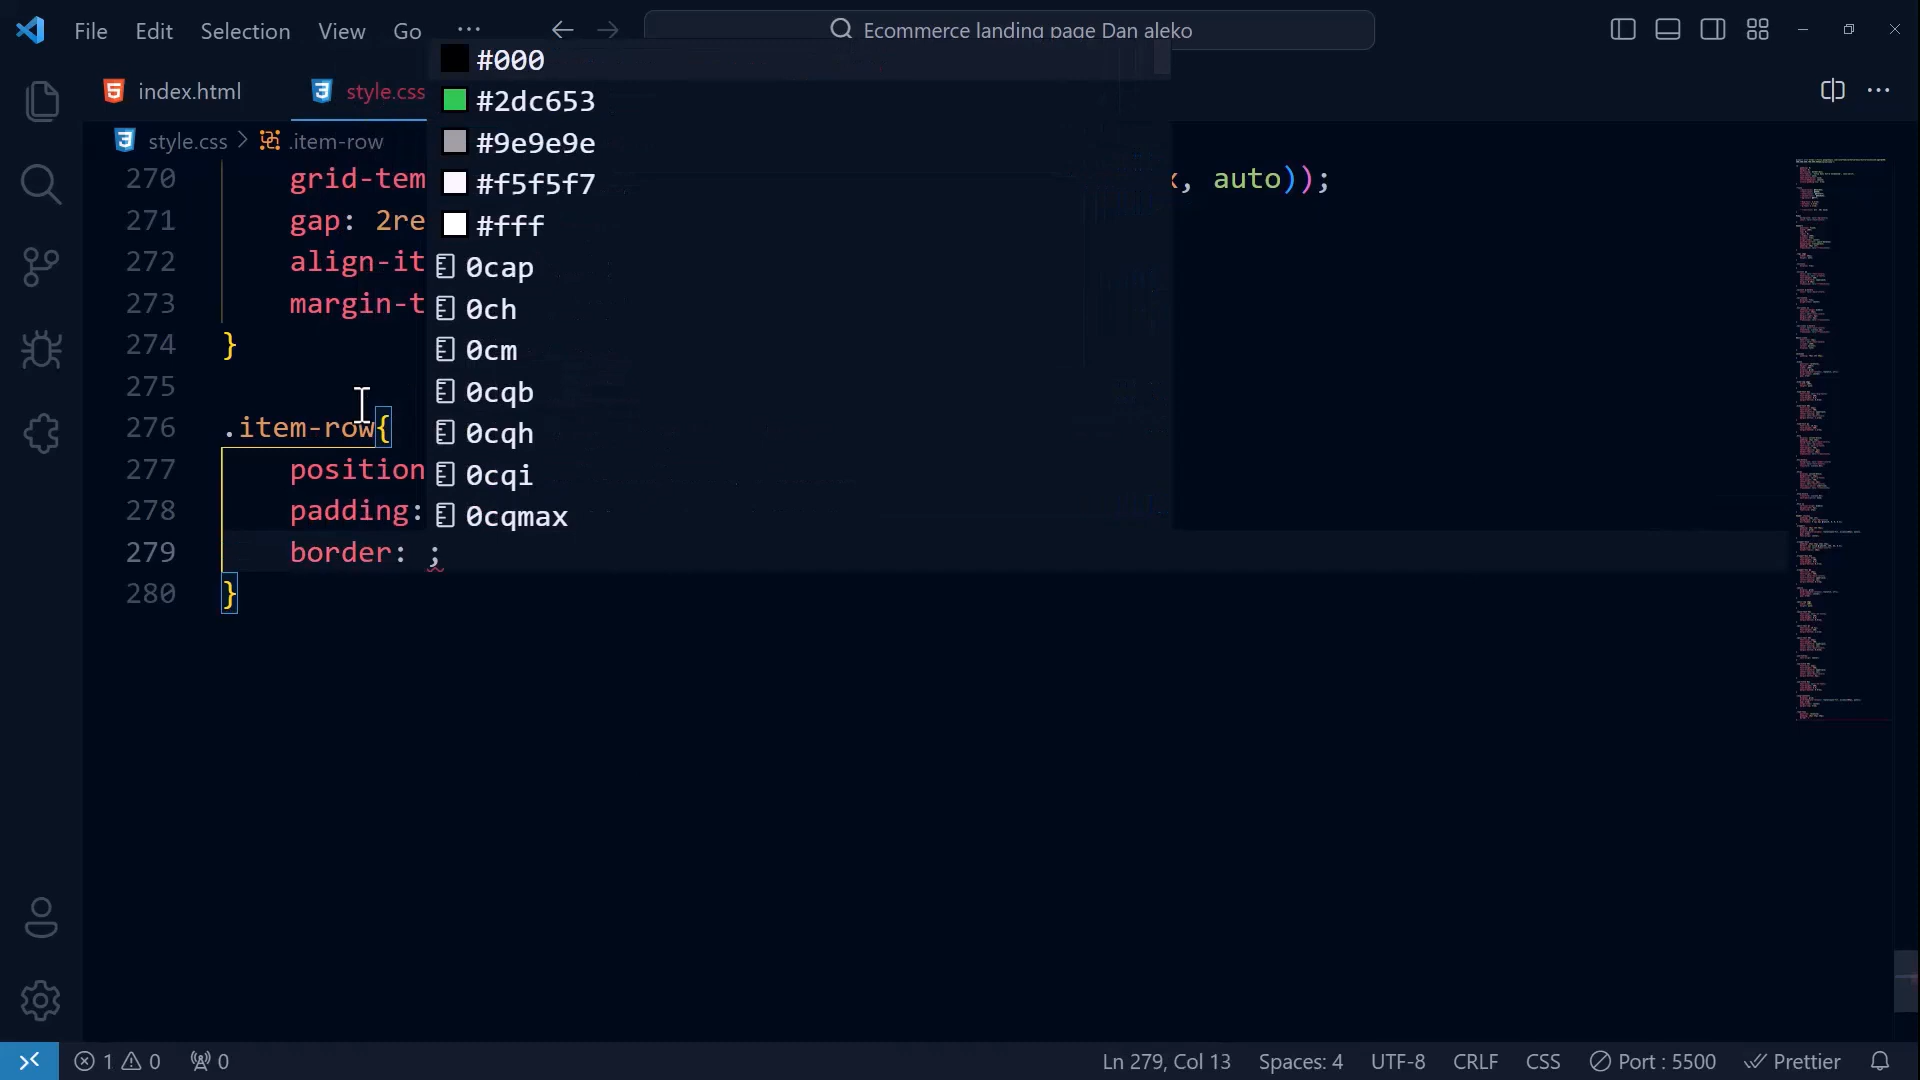 File Edit Selection View Go ··· Ecommerce landing page Dan aleko
index.html style.css
style.css > .item-row
#000
#2dc653
#9e9e9e
#f5f5f7
#fff
0cap
0ch
0cm
0cqb
0cqh
0cqi
0cqmax
270 grid-tem x, auto));
271 gap: 2re
272 align-it
273 margin-t
274 }
275
276 .item-row{
277 position
278 padding:
279 border: ;
280 }
1 0 0 Ln 279, Col 13 Spaces: 4 UTF-8 CRLF CSS Port : 5500 Prettier